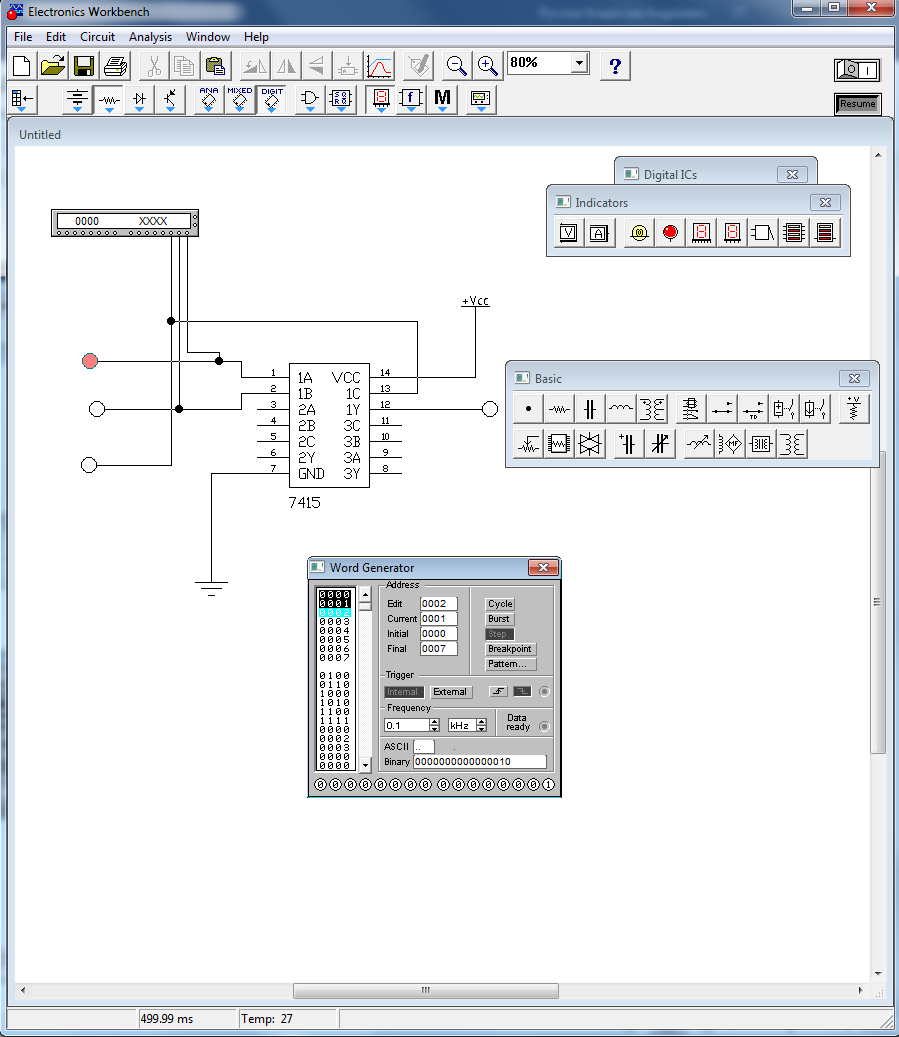 Electronics Workbench
File Edit Circuit Analysis Window Help
80%
?
ANA MIXED DIGIT
f M
Resume
Untitled
Digital ICs
Indicators
V A
0000 XXXX
+Vcc
Basic
+V
TD
MF
1 1A VCC 14
2 1B 1C 13
3 2A 1Y 12
4 2B 3C 11
5 2C 3B 10
6 2Y 3A 9
7 GND 3Y 8
7415
Word Generator
0000
0001
0002
0003
0004
0005
0006
0007
0100
0110
1000
1010
1100
1111
0000
0002
0003
0000
0000
Address
Edit 0002
Current 0001
Initial 0000
Final 0007
Cycle
Burst
Step
Breakpoint
Pattern...
Trigger
Internal External
Frequency
0.1 kHz
Data ready
ASCII .. .
Binary 0000000000000010
0 0 0 0 0 0 0 0 0 0 0 0 0 0 0 1
499.99 ms Temp: 27